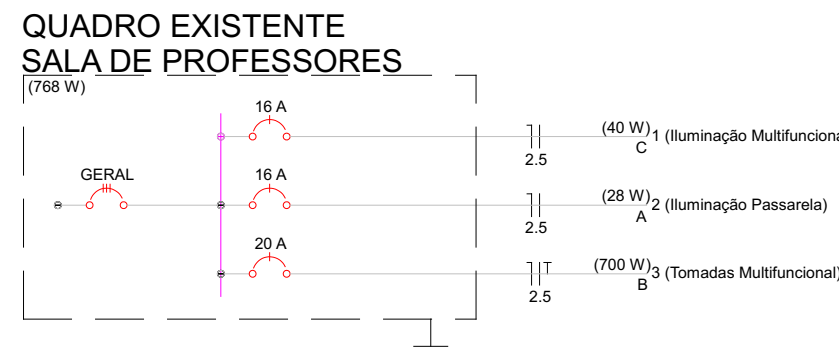 QUADRO EXISTENTE
SALA DE PROFESSORES
(768 W)
16 A
(40 W)
C
1 (Iluminação Multifuncional
2.5
GERAL
16 A
(28 W)
A
2 (Iluminação Passarela)
2.5
20 A
T
(700 W)
B
3 (Tomadas Multifuncional)
2.5